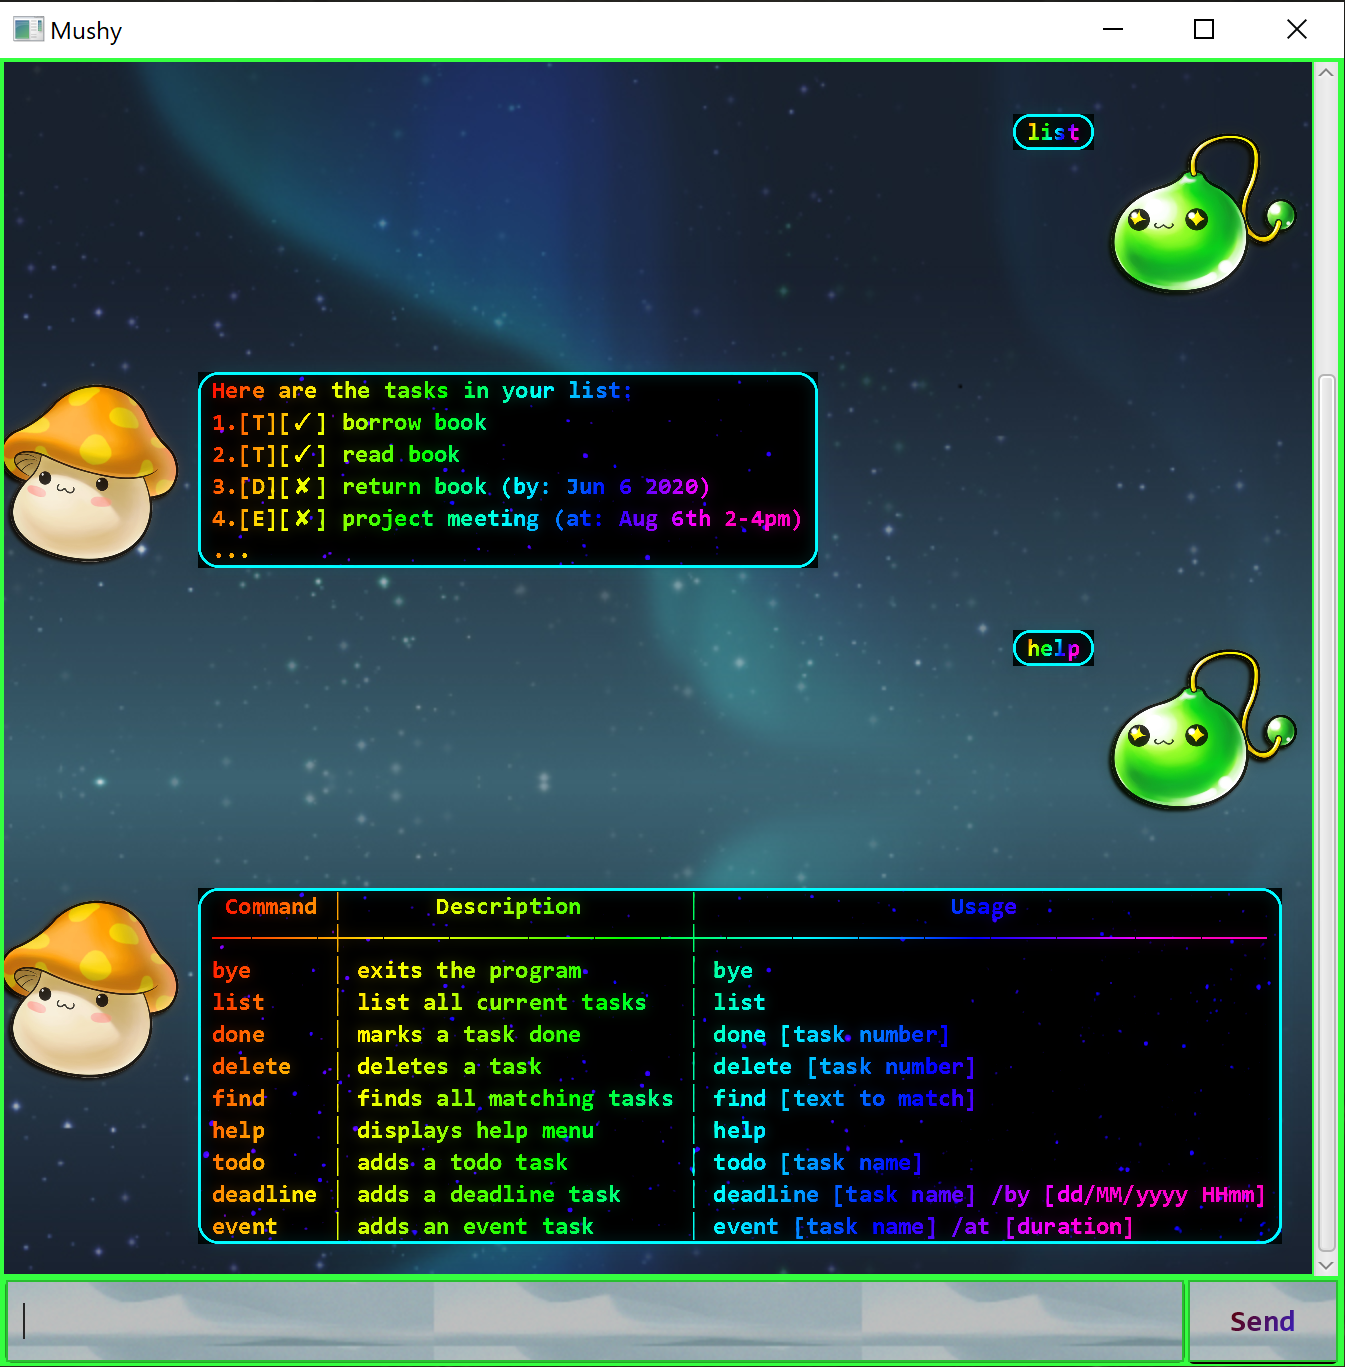 Mushy
list
Here are the tasks in your list:
1.[T][✓] borrow book
2.[T][✓] read book
3.[D][✘] return book (by: Jun 6 2020)
4.[E][✘] project meeting (at: Aug 6th 2-4pm)
...
help
Command | Description | Usage
bye | exits the program | bye
list | list all current tasks | list
done | marks a task done | done [task number]
delete | deletes a task | delete [task number]
find | finds all matching tasks | find [text to match]
help | displays help menu | help
todo | adds a todo task | todo [task name]
deadline | adds a deadline task | deadline [task name] /by [dd/MM/yyyy HHmm]
event | adds an event task | event [task name] /at [duration]
Send